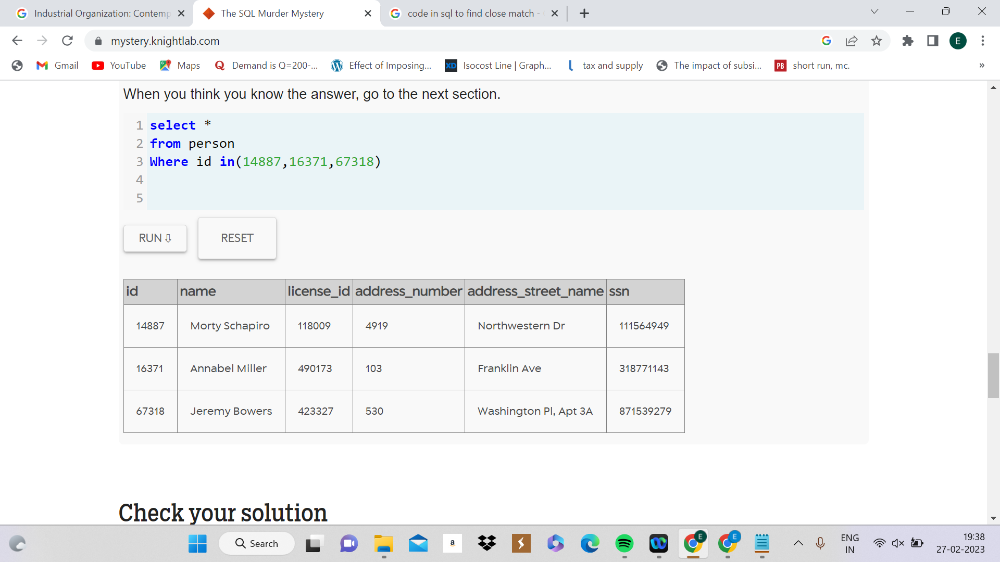 Industrial Organization: Contemp
The SQL Murder Mystery
code in sql to find close match -
mystery.knightlab.com
E
Gmail
YouTube
Maps
Demand is Q=200-...
Effect of Imposing...
XD
Isocost Line | Graph...
tax and supply
The impact of subsi...
PB
short run, mc.
»
When you think you know the answer, go to the next section.
1 select *
2 from person
3 Where id in(14887,16371,67318)
4
5
RUN ⇩
RESET
id name license_id address_number address_street_name ssn
14887 Morty Schapiro 118009 4919 Northwestern Dr 111564949
16371 Annabel Miller 490173 103 Franklin Ave 318771143
67318 Jeremy Bowers 423327 530 Washington Pl, Apt 3A 871539279
Check your solution
Search
a
E
E
ENG
IN
19:38
27-02-2023